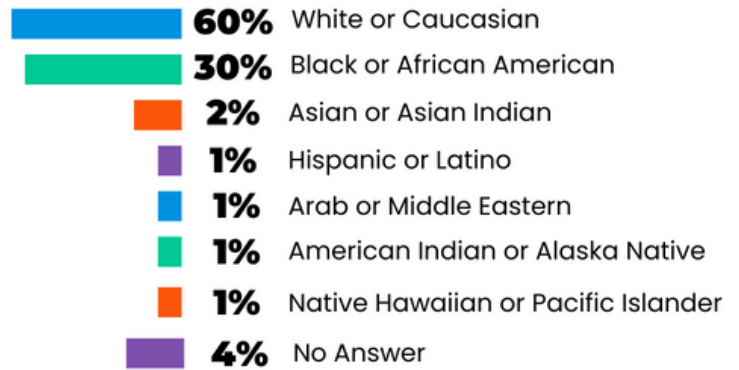 60% White or Caucasian
30% Black or African American
2% Asian or Asian Indian
1% Hispanic or Latino
1% Arab or Middle Eastern
1% American Indian or Alaska Native
1% Native Hawaiian or Pacific Islander
4% No Answer